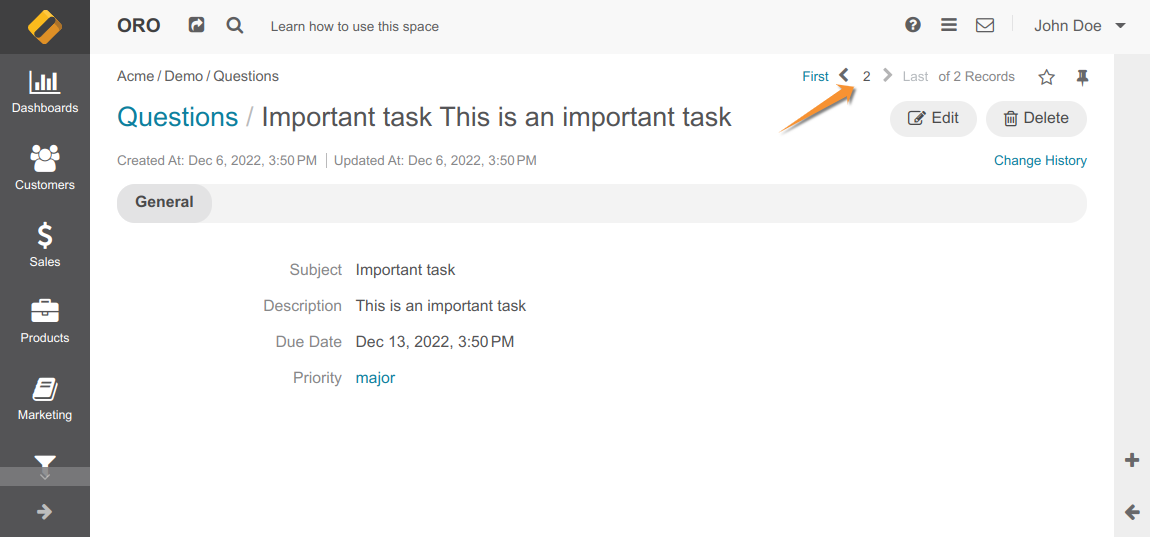 ORO Learn how to use this space John Doe
Acme / Demo / Questions First 2 Last of 2 Records
Questions / Important task This is an important task Edit Delete
Created At: Dec 6, 2022, 3:50 PM Updated At: Dec 6, 2022, 3:50 PM Change History
General
Subject Important task
Description This is an important task
Due Date Dec 13, 2022, 3:50 PM
Priority major
Dashboards
Customers
Sales
Products
Marketing